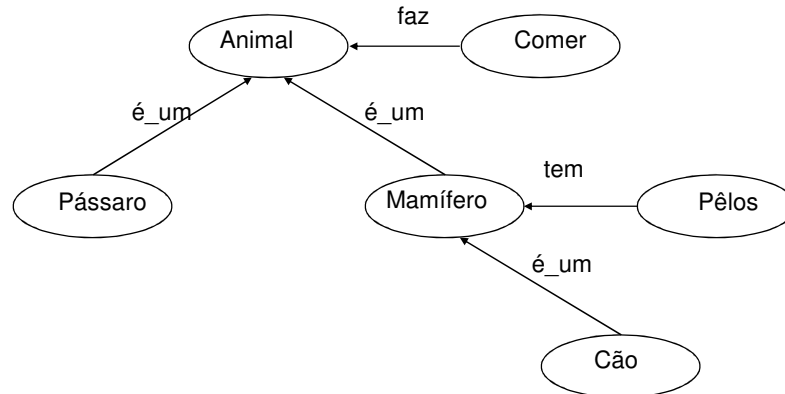 faz
Animal
Comer
é_um
é_um
tem
Pássaro
Mamífero
Pêlos
é_um
Cão